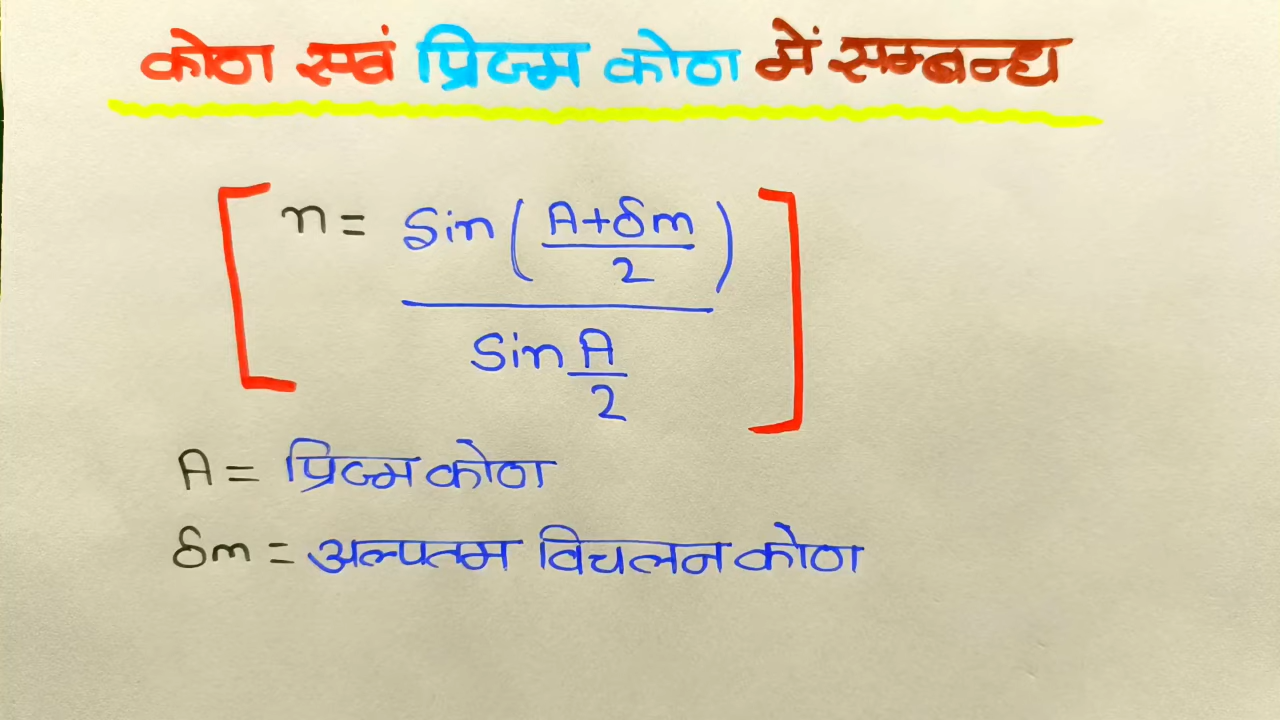 कोण एवं प्रिज्म कोण में सम्बन्ध
n = sin(A+δm/2) / sin A/2
A = प्रिज्म कोण
δm = अल्पतम विचलन कोण